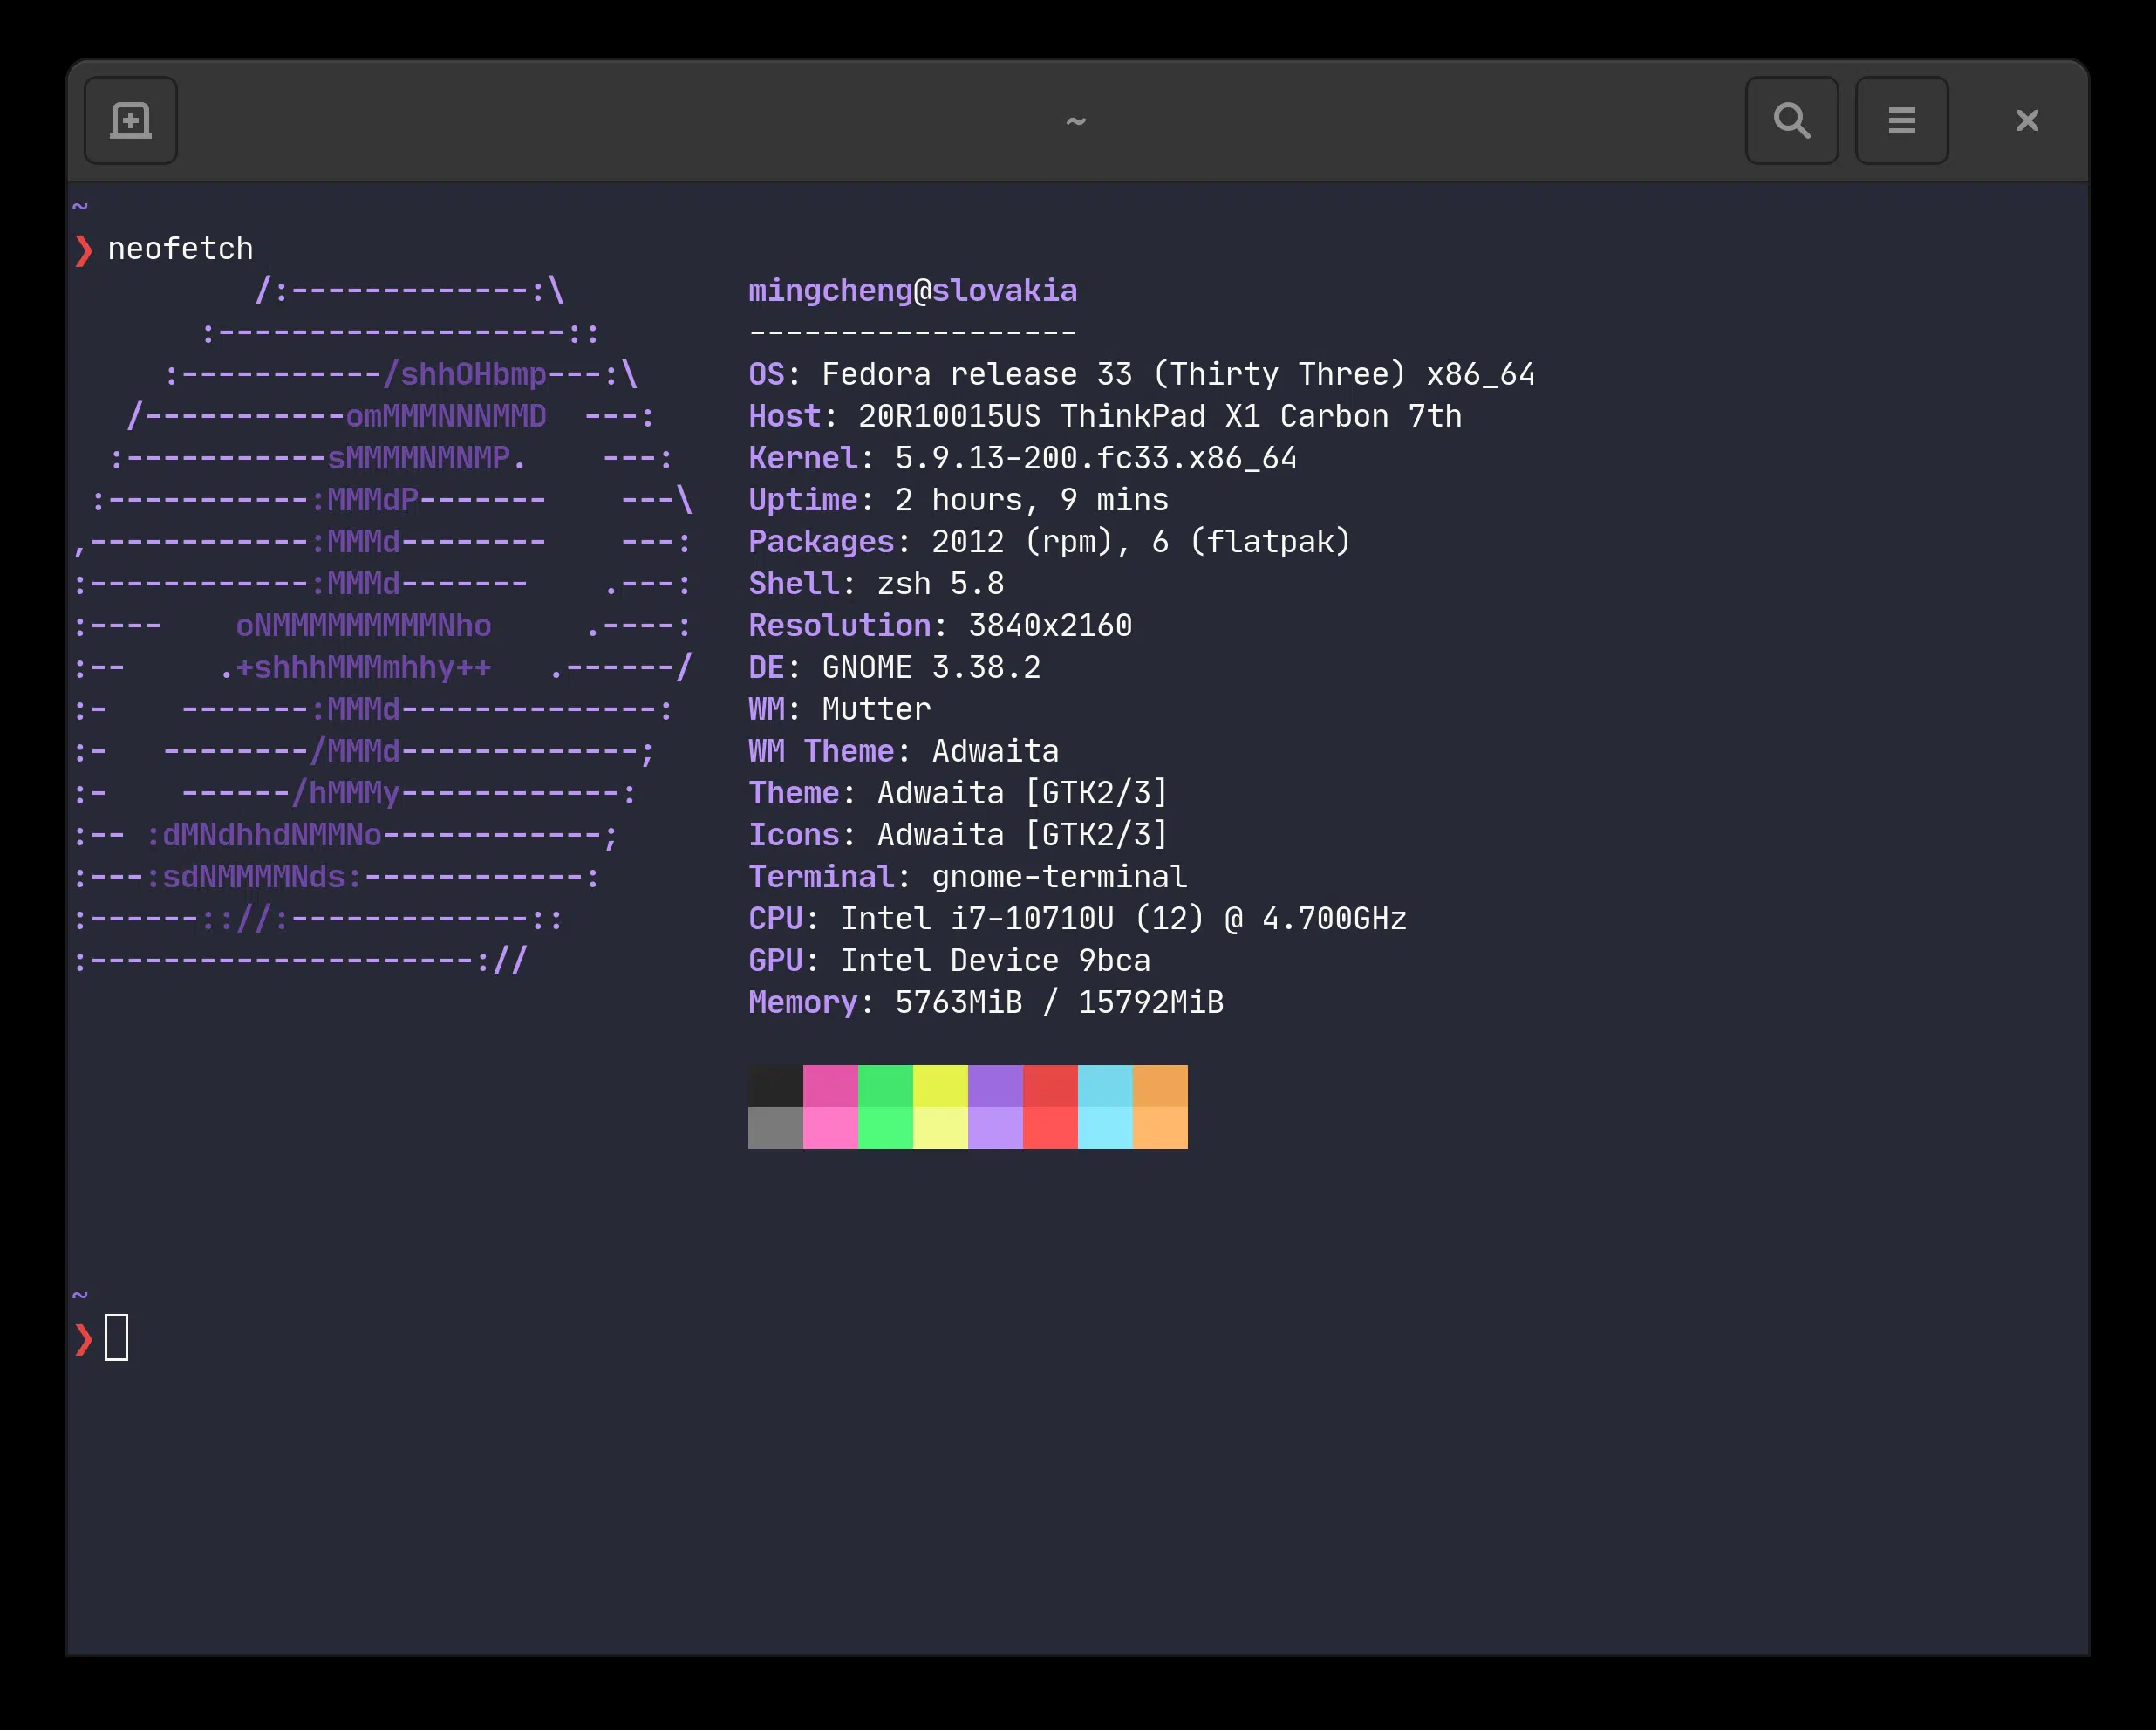 ~
~
❯ neofetch
          /:-------------:\
       :-------------------::
     :-----------/shhOHbmp---:\
   /-----------omMMMNNNMMD  ---:
  :-----------sMMMMNMNMP.    ---:
 :-----------:MMMdP-------    ---\
,------------:MMMd--------    ---:
:------------:MMMd-------    .---:
:----    oNMMMMMMMMMNho     .----:
:--     .+shhhMMMmhhy++   .------/
:-    -------:MMMd--------------:
:-   --------/MMMd-------------;
:-    ------/hMMMy------------:
:-- :dMNdhhdNMMNo------------;
:---:sdNMMMMNds:------------:
:------:://:-------------::
:---------------------://
mingcheng@slovakia
------------------
OS: Fedora release 33 (Thirty Three) x86_64
Host: 20R10015US ThinkPad X1 Carbon 7th
Kernel: 5.9.13-200.fc33.x86_64
Uptime: 2 hours, 9 mins
Packages: 2012 (rpm), 6 (flatpak)
Shell: zsh 5.8
Resolution: 3840x2160
DE: GNOME 3.38.2
WM: Mutter
WM Theme: Adwaita
Theme: Adwaita [GTK2/3]
Icons: Adwaita [GTK2/3]
Terminal: gnome-terminal
CPU: Intel i7-10710U (12) @ 4.700GHz
GPU: Intel Device 9bca
Memory: 5763MiB / 15792MiB
~
❯